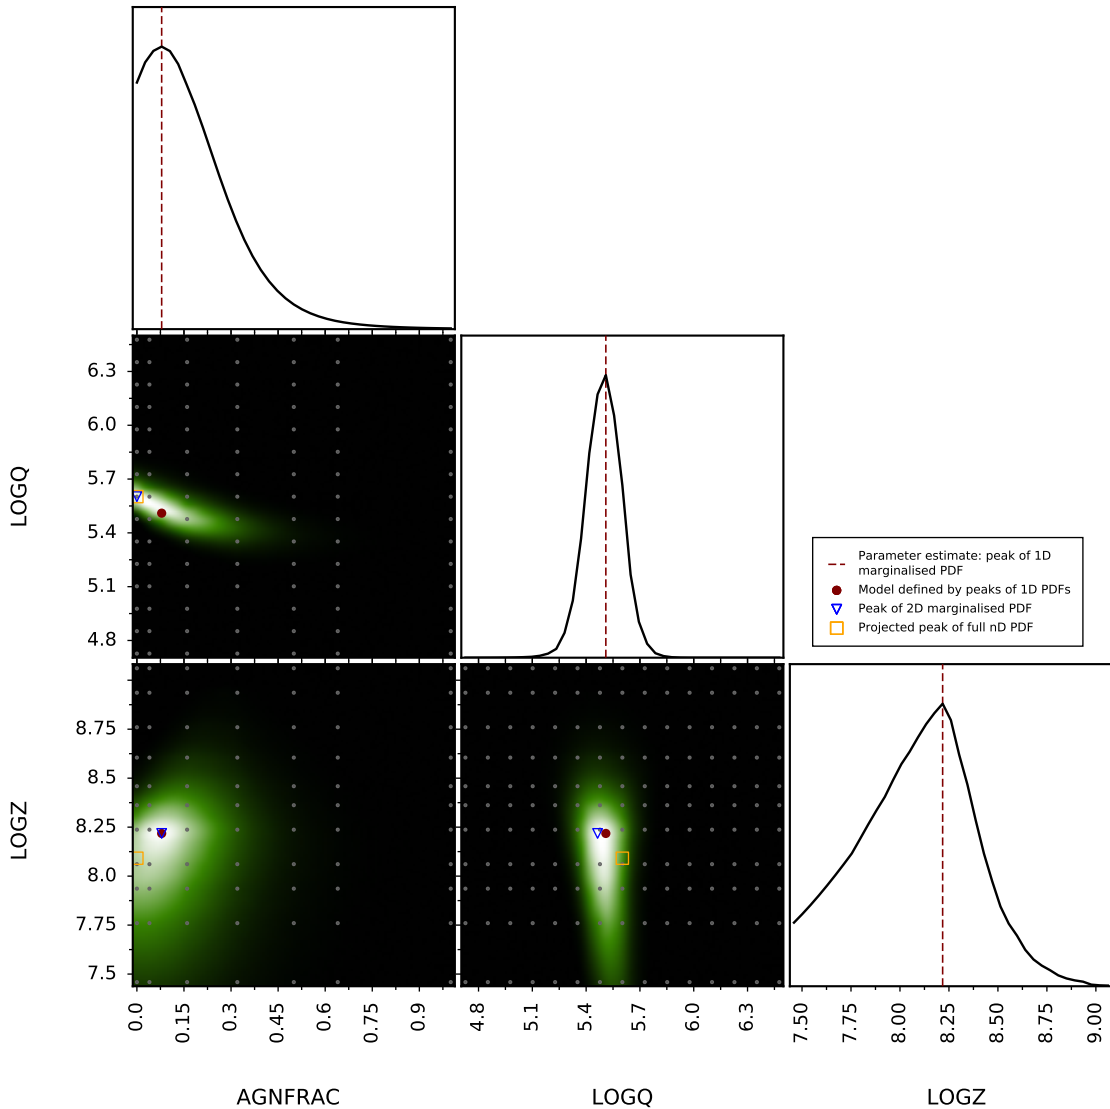 LOGQ
6.3
6.0
5.7
5.4
5.1
4.8
Parameter estimate: peak of 1D
marginalised PDF
Model defined by peaks of 1D PDFs
Peak of 2D marginalised PDF
Projected peak of full nD PDF
LOGZ
8.75
8.5
8.25
8.0
7.75
7.5
0.0 0.15 0.3 0.45 0.6 0.75 0.9
4.8 5.1 5.4 5.7 6.0 6.3
7.50 7.75 8.00 8.25 8.50 8.75 9.00
AGNFRAC
LOGQ
LOGZ